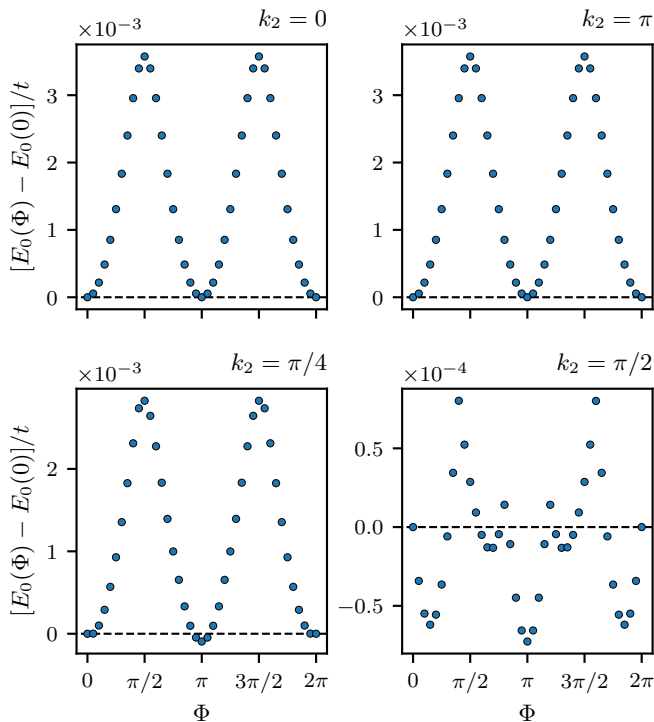 ×10⁻³ k₂ = 0
×10⁻³ k₂ = π
[E₀(Φ) − E₀(0)]/t
3
2
1
0
3
2
1
0
×10⁻³ k₂ = π/4
×10⁻⁴ k₂ = π/2
[E₀(Φ) − E₀(0)]/t
2
1
0
0.5
0.0
−0.5
0 π/2 π 3π/2 2π
0 π/2 π 3π/2 2π
Φ
Φ